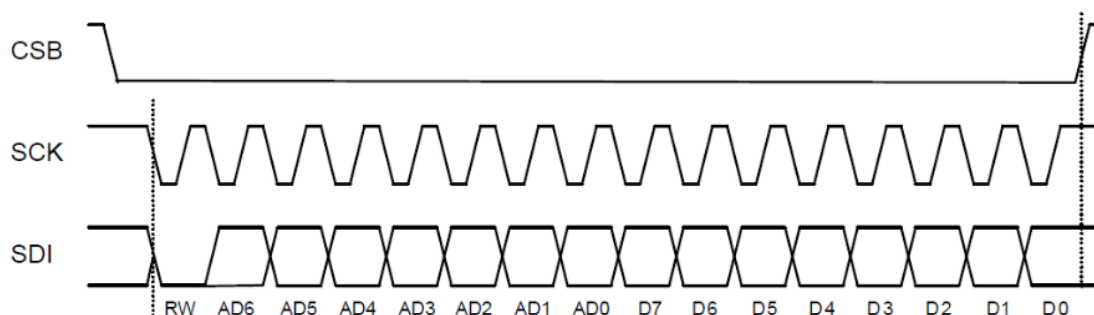 CSB
SCK
SDI
RW AD6 AD5 AD4 AD3 AD2 AD1 AD0 D7 D6 D5 D4 D3 D2 D1 D0